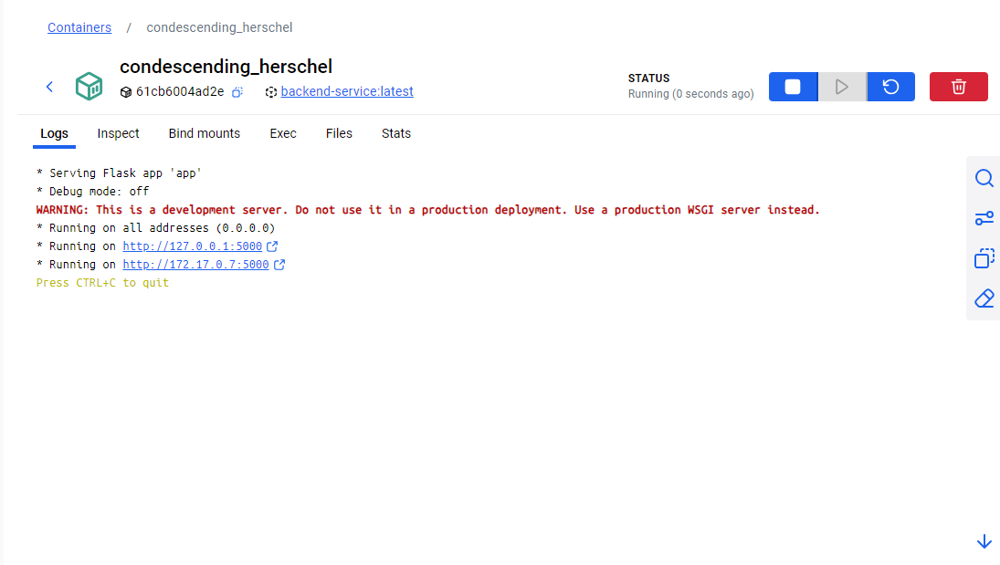 Containers / condescending_herschel
condescending_herschel
61cb6004ad2e backend-service:latest
STATUS
Running (0 seconds ago)
Logs Inspect Bind mounts Exec Files Stats
* Serving Flask app 'app'
* Debug mode: off
WARNING: This is a development server. Do not use it in a production deployment. Use a production WSGI server instead.
* Running on all addresses (0.0.0.0)
* Running on http://127.0.0.1:5000
* Running on http://172.17.0.7:5000
Press CTRL+C to quit